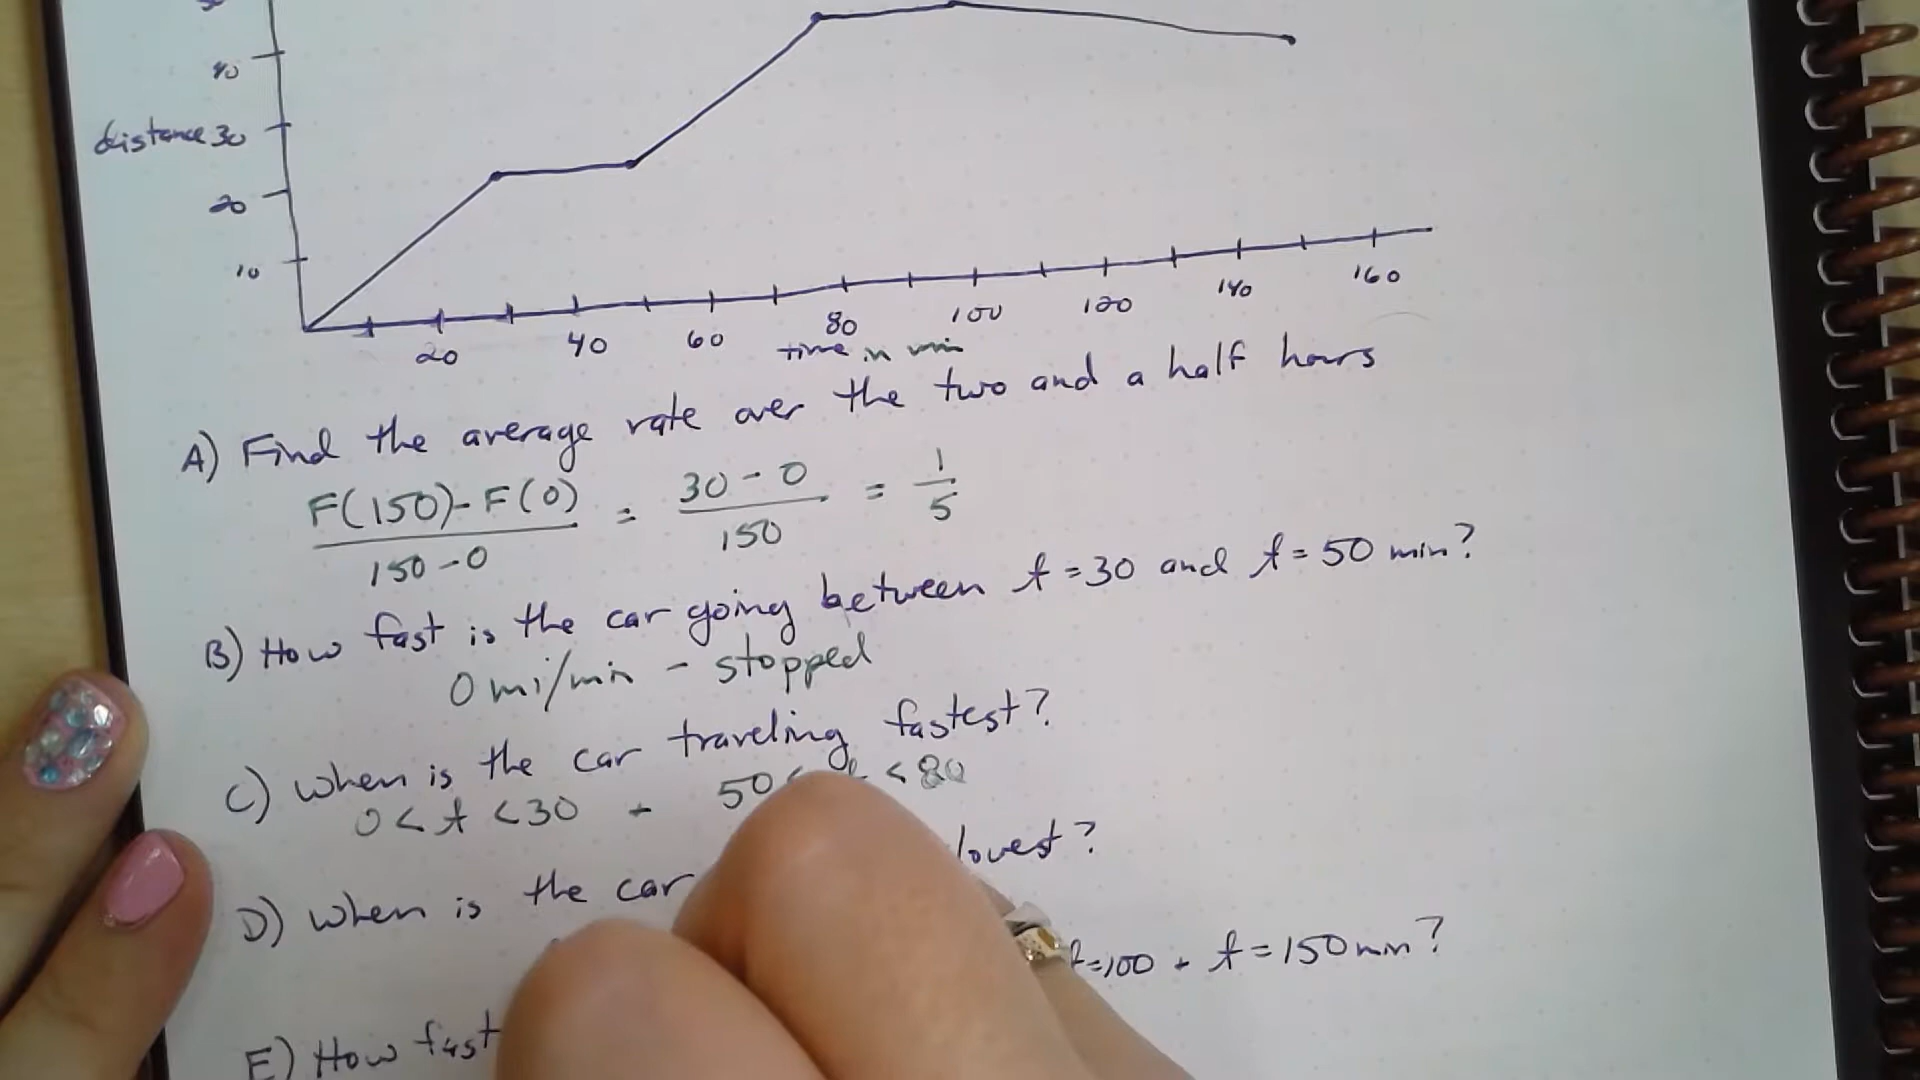 40
distance 30
20
10
20 40 60 80 100 120 140 160
time in min
A) Find the average rate over the two and a half hours
F(150)-F(0) = 30-0 = 1
150-0 150 5
B) How fast is the car going between t=30 and t=50 min?
0 mi/min - stopped
C) When is the car traveling fastest?
0<t<30 + 50< t <80
D) When is the car
t=100 + t=150 min?
E) How fast